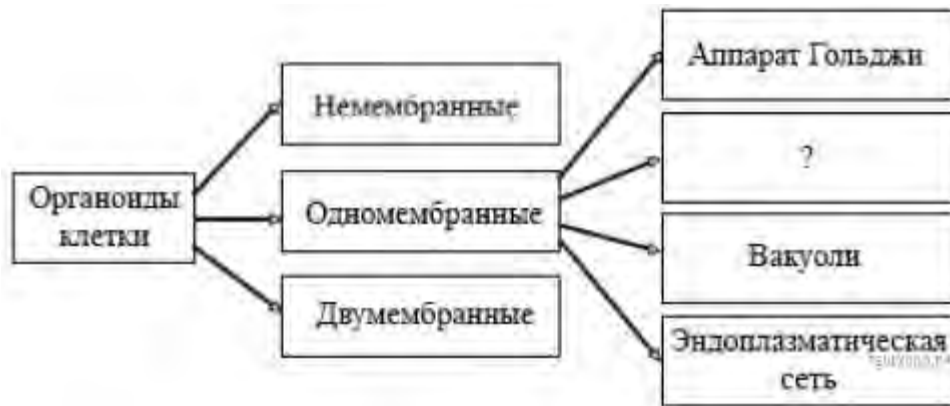 Органоиды
клетки
Немембранные
Одномембранные
Двумембранные
Аппарат Гольджи
?
Вакуоли
Эндоплазматическая
сеть